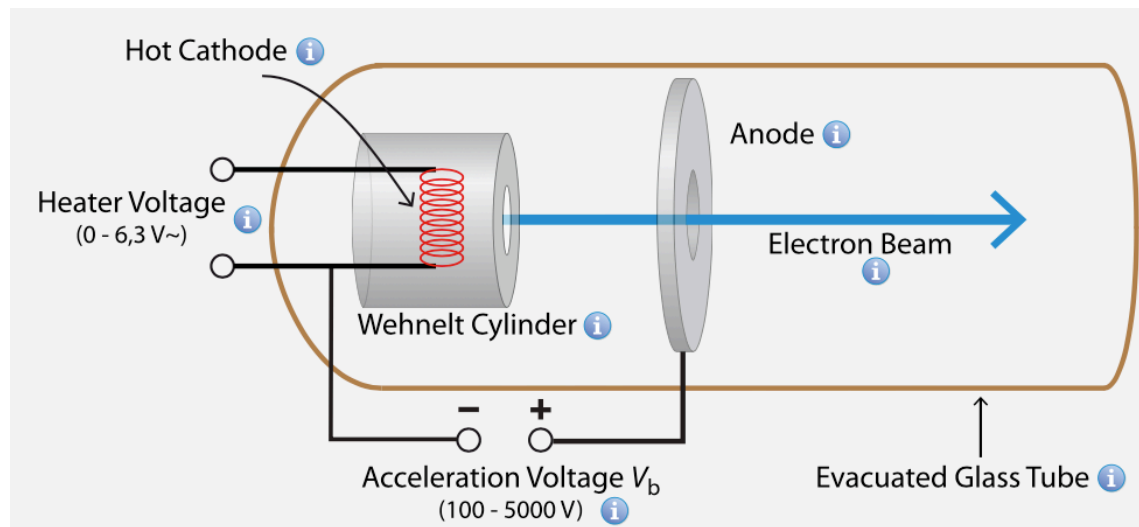 Hot Cathode i
Anode i
Heater Voltage i
(0 - 6,3 V~)
Electron Beam
i
Wehnelt Cylinder i
– +
Acceleration Voltage Vb
(100 - 5000 V) i
Evacuated Glass Tube i